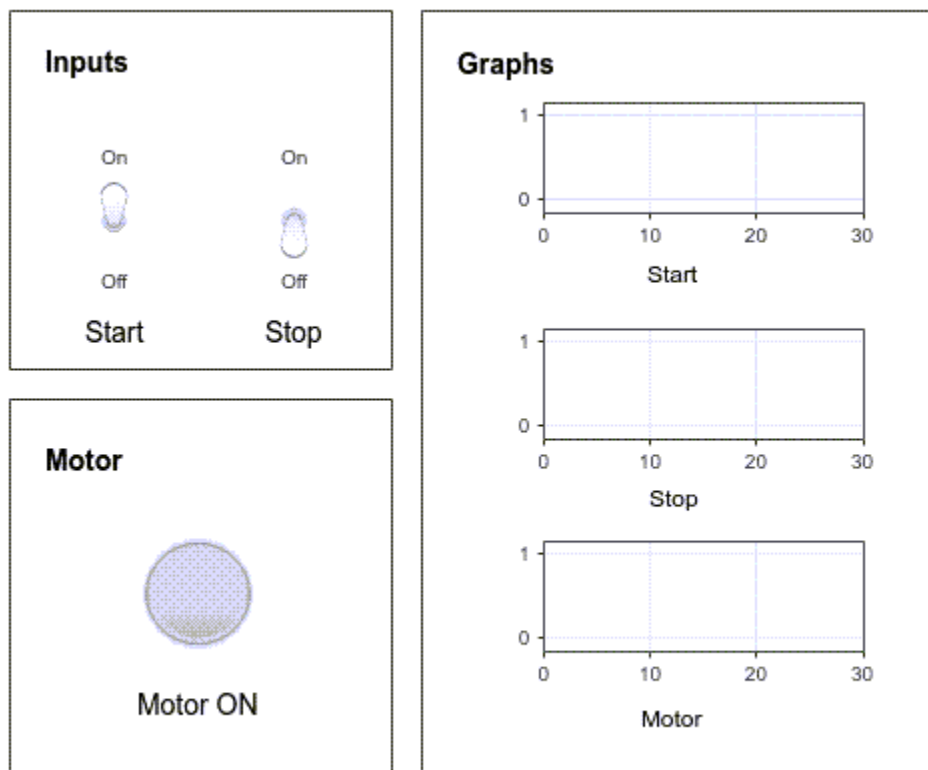 Inputs
On On
Off Off
Start Stop
Motor
Motor ON
Graphs
1
0
0 10 20 30
Start
1
0
0 10 20 30
Stop
1
0
0 10 20 30
Motor